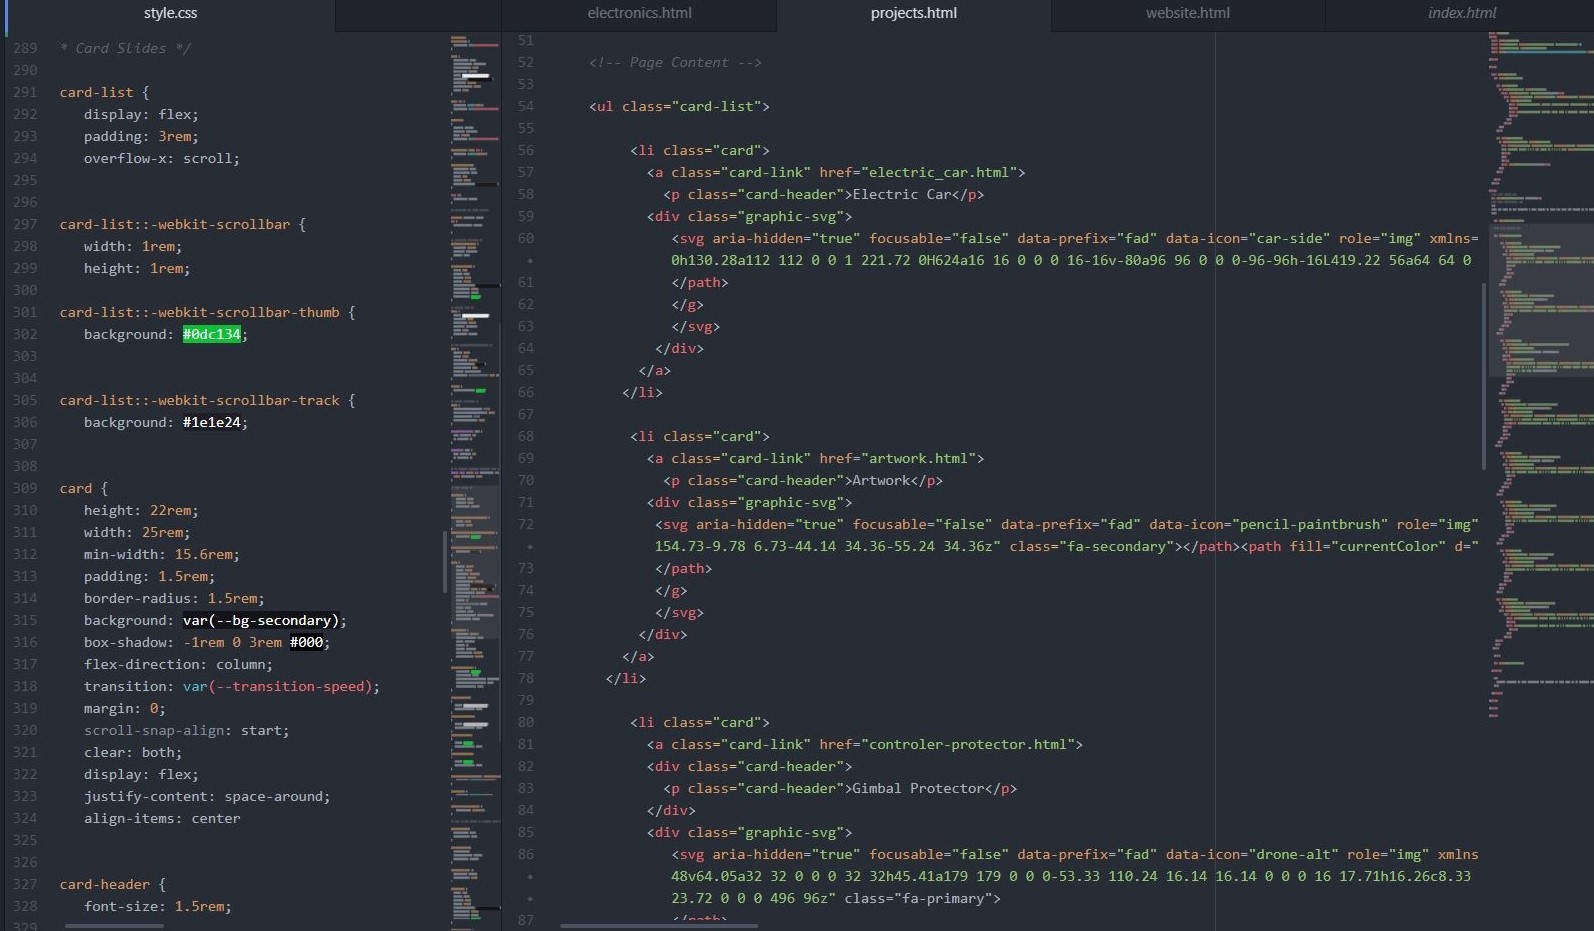 style.css
electronics.html
projects.html
website.html
index.html
289 * Card Slides */
290
291 card-list {
292 display: flex;
293 padding: 3rem;
294 overflow-x: scroll;
295
296
297 card-list::-webkit-scrollbar {
298 width: 1rem;
299 height: 1rem;
300
301 card-list::-webkit-scrollbar-thumb {
302 background: #0dc134;
303
304
305 card-list::-webkit-scrollbar-track {
306 background: #1e1e24;
307
308
309 card {
310 height: 22rem;
311 width: 25rem;
312 min-width: 15.6rem;
313 padding: 1.5rem;
314 border-radius: 1.5rem;
315 background: var(--bg-secondary);
316 box-shadow: -1rem 0 3rem #000;
317 flex-direction: column;
318 transition: var(--transition-speed);
319 margin: 0;
320 scroll-snap-align: start;
321 clear: both;
322 display: flex;
323 justify-content: space-around;
324 align-items: center
325
326
327 card-header {
328 font-size: 1.5rem;
329
51
52 <!-- Page Content -->
53
54 <ul class="card-list">
55
56 <li class="card">
57 <a class="card-link" href="electric_car.html">
58 <p class="card-header">Electric Car</p>
59 <div class="graphic-svg">
60 <svg aria-hidden="true" focusable="false" data-prefix="fad" data-icon="car-side" role="img" xmlns=
• 0h130.28a112 112 0 0 1 221.72 0H624a16 16 0 0 0 16-16v-80a96 96 0 0 0-96-96h-16L419.22 56a64 64 0
61 </path>
62 </g>
63 </svg>
64 </div>
65 </a>
66 </li>
67
68 <li class="card">
69 <a class="card-link" href="artwork.html">
70 <p class="card-header">Artwork</p>
71 <div class="graphic-svg">
72 <svg aria-hidden="true" focusable="false" data-prefix="fad" data-icon="pencil-paintbrush" role="img"
• 154.73-9.78 6.73-44.14 34.36-55.24 34.36z" class="fa-secondary"></path><path fill="currentColor" d="
73 </path>
74 </g>
75 </svg>
76 </div>
77 </a>
78 </li>
79
80 <li class="card">
81 <a class="card-link" href="controler-protector.html">
82 <div class="card-header">
83 <p class="card-header">Gimbal Protector</p>
84 </div>
85 <div class="graphic-svg">
86 <svg aria-hidden="true" focusable="false" data-prefix="fad" data-icon="drone-alt" role="img" xmlns
• 48v64.05a32 32 0 0 0 32 32h45.41a179 179 0 0 0-53.33 110.24 16.14 16.14 0 0 0 16 17.71h16.26c8.33
• 23.72 0 0 0 496 96z" class="fa-primary">
87 </path>